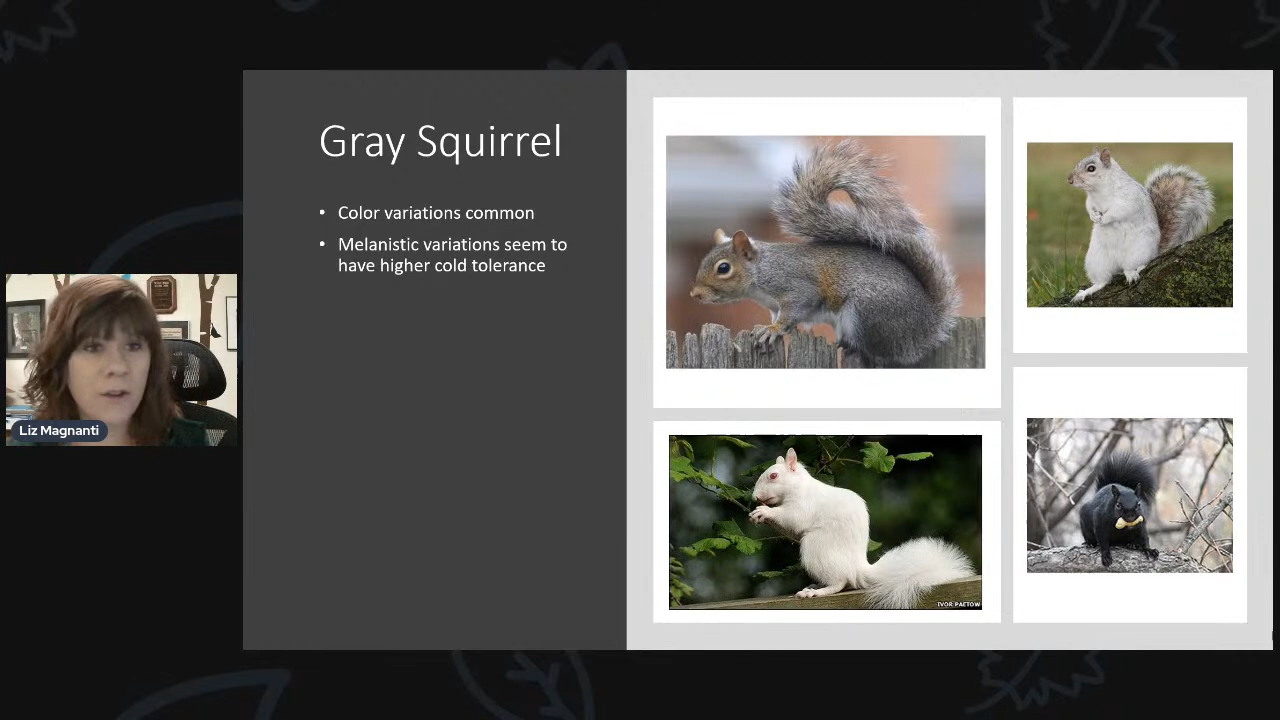 Gray Squirrel
• Color variations common
• Melanistic variations seem to
have higher cold tolerance
Liz Magnanti
IVOR PAETOW